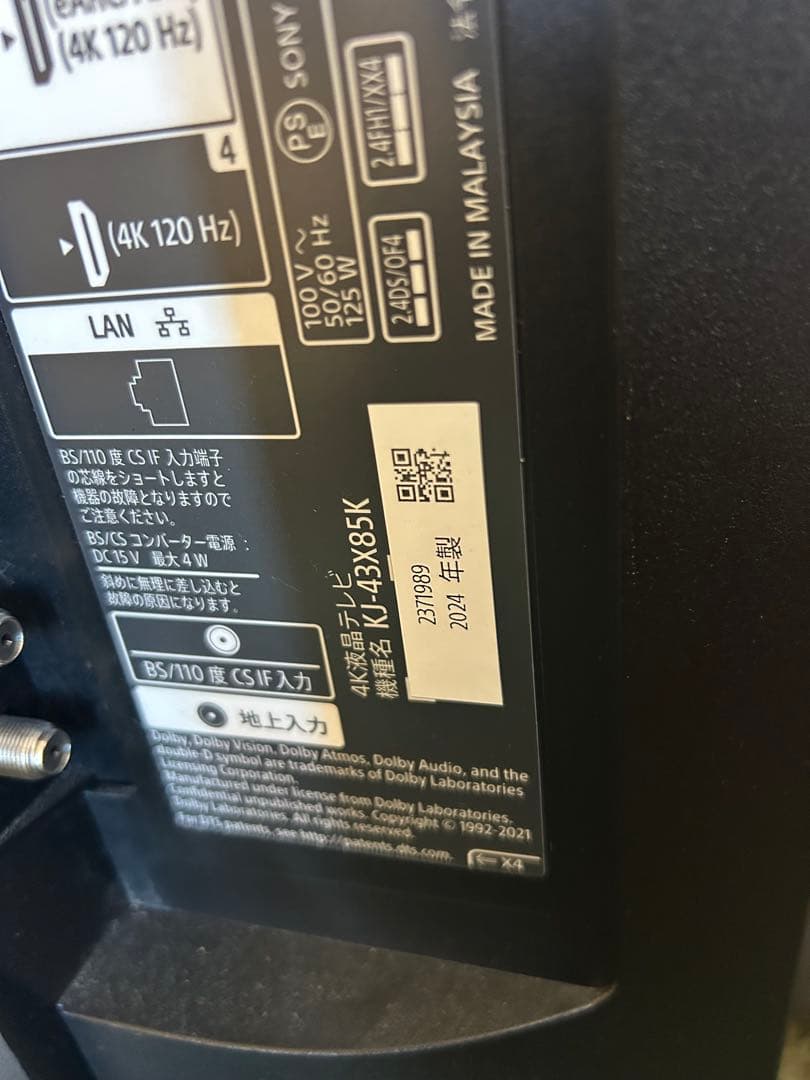 (4K 120 Hz)
4
(4K 120 Hz)
LAN
BS/110 度 CS IF 入力端子
の芯線をショートしますと
機器の故障となりますので
ご注意ください。
BS/CS コンバーター電源 :
DC 15 V 最大 4 W
斜めに無理に差し込むと
故障の原因になります。
BS/110 度 CS IF 入力
地上入力
SONY
PS
E
100 V ~
50/60 Hz
125 W
2.4FH1/XX4
2.4DS/OF4
MADE IN MALAYSIA
4K液晶テレビ
機種名 KJ-43X85K
2371989
2024 年製
Dolby, Dolby Vision, Dolby Atmos, Dolby Audio, and the
double-D symbol are trademarks of Dolby Laboratories
Licensing Corporation.
Manufactured under license from Dolby Laboratories.
Confidential unpublished works. Copyright © 1992-2021
Dolby Laboratories. All rights reserved.
For DTS patents, see http://patents.dts.com.
X4